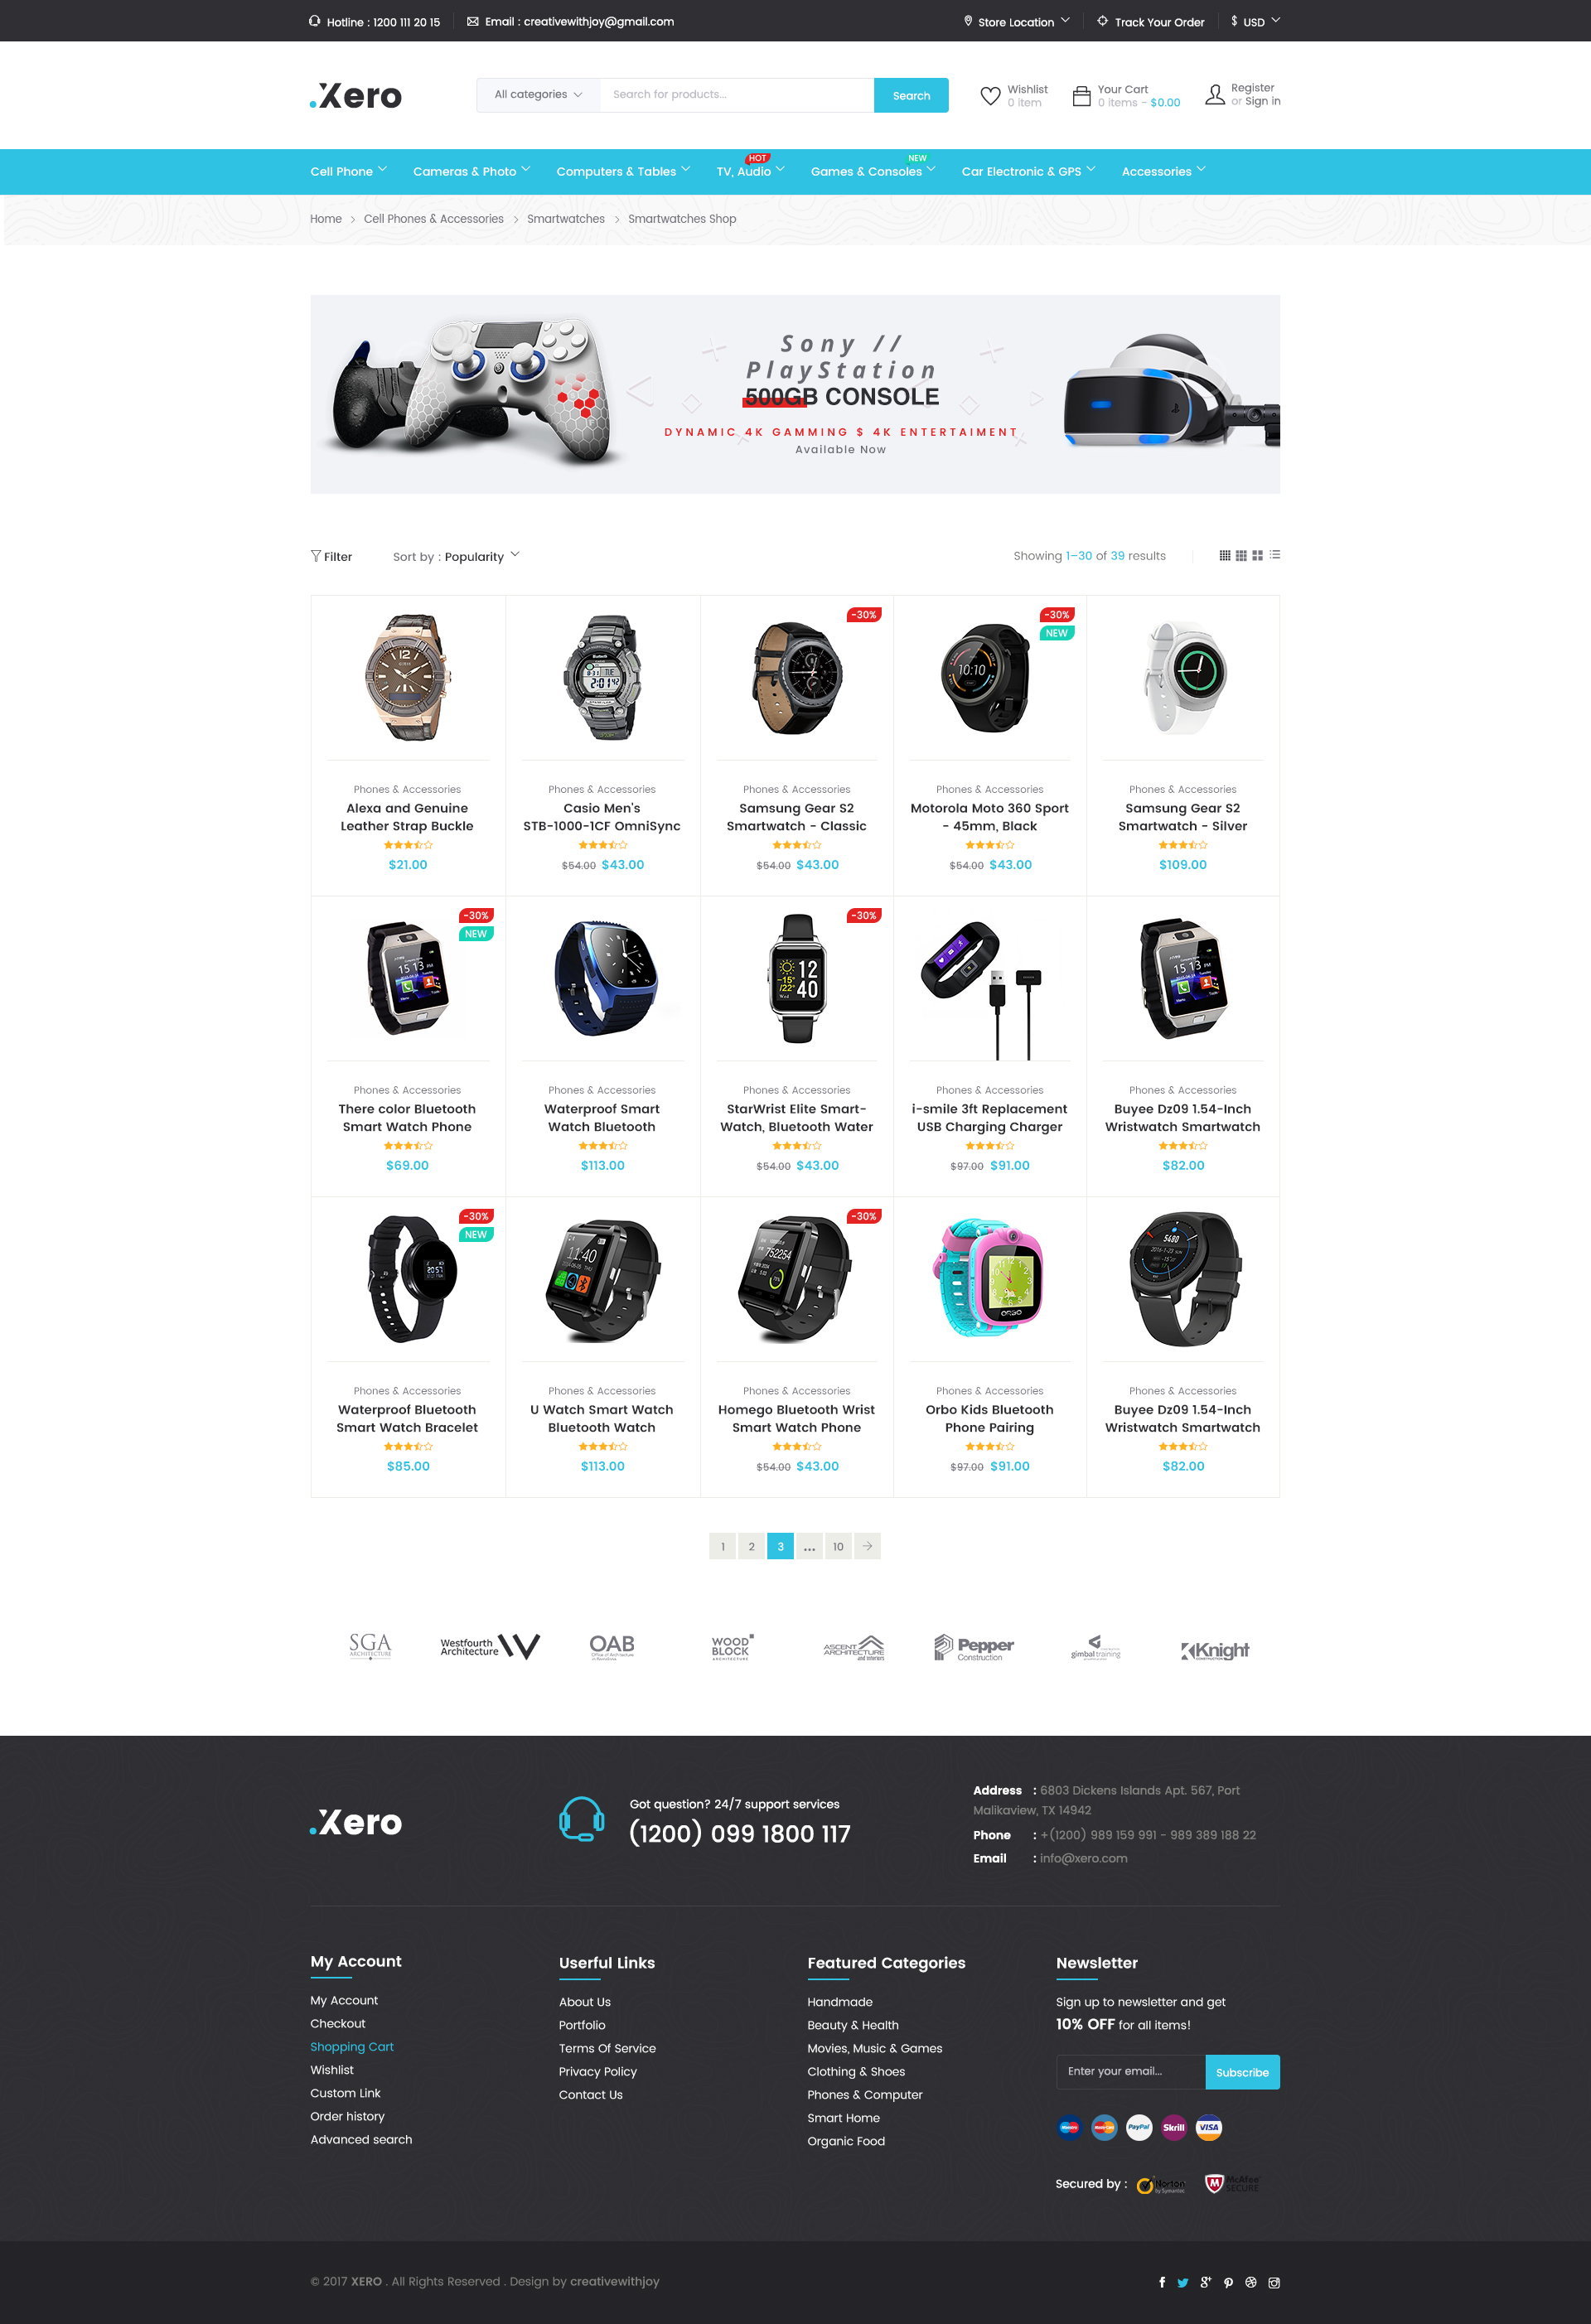 Hotline : 1200 111 20 15
Email : creativewithjoy@gmail.com
Store Location
Track Your Order
$ USD
.Xero
All categories
Search for products...
Search
Wishlist
0 item
Your Cart
0 items - $0.00
Register
or Sign in
HOT
NEW
Cell Phone
Cameras & Photo
Computers & Tables
TV, Audio
Games & Consoles
Car Electronic & GPS
Accessories
Home > Cell Phones & Accessories > Smartwatches > Smartwatches Shop
Sony //
PlayStation
500GB CONSOLE
DYNAMIC 4K GAMMING $ 4K ENTERTAIMENT
Available Now
Filter
Sort by : Popularity
Showing 1-30 of 39 results
-30%
-30%
NEW
Phones & Accessories
Alexa and Genuine
Leather Strap Buckle
$21.00
Phones & Accessories
Casio Men's
STB-1000-1CF OmniSync
$54.00 $43.00
Phones & Accessories
Samsung Gear S2
Smartwatch - Classic
$54.00 $43.00
Phones & Accessories
Motorola Moto 360 Sport
- 45mm, Black
$54.00 $43.00
Phones & Accessories
Samsung Gear S2
Smartwatch - Silver
$109.00
-30%
NEW
-30%
Phones & Accessories
There color Bluetooth
Smart Watch Phone
$69.00
Phones & Accessories
Waterproof Smart
Watch Bluetooth
$113.00
Phones & Accessories
StarWrist Elite Smart-
Watch, Bluetooth Water
$54.00 $43.00
Phones & Accessories
i-smile 3ft Replacement
USB Charging Charger
$97.00 $91.00
Phones & Accessories
Buyee Dz09 1.54-Inch
Wristwatch Smartwatch
$82.00
-30%
NEW
-30%
Phones & Accessories
Waterproof Bluetooth
Smart Watch Bracelet
$85.00
Phones & Accessories
U Watch Smart Watch
Bluetooth Watch
$113.00
Phones & Accessories
Homego Bluetooth Wrist
Smart Watch Phone
$54.00 $43.00
Phones & Accessories
Orbo Kids Bluetooth
Phone Pairing
$97.00 $91.00
Phones & Accessories
Buyee Dz09 1.54-Inch
Wristwatch Smartwatch
$82.00
1 2 3 ... 10
SGA
ARCHITECTURE
Westfourth
Architecture
OAB
Office of Architecture
in Barcelona
WOOD
BLOCK
ARCHITECTURE
ASCENT
ARCHITECTURE
and interiors
Pepper
Construction
gimbal training
Knight
CONSTRUCTION
.Xero
Got question? 24/7 support services
(1200) 099 1800 117
Address : 6803 Dickens Islands Apt. 567, Port
Malikaview, TX 14942
Phone : +(1200) 989 159 991 - 989 389 188 22
Email : info@xero.com
My Account
My Account
Checkout
Shopping Cart
Wishlist
Custom Link
Order history
Advanced search
Userful Links
About Us
Portfolio
Terms Of Service
Privacy Policy
Contact Us
Featured Categories
Handmade
Beauty & Health
Movies, Music & Games
Clothing & Shoes
Phones & Computer
Smart Home
Organic Food
Newsletter
Sign up to newsletter and get
10% OFF for all items!
Enter your email...
Subscribe
Maestro
MasterCard
PayPal
Skrill
VISA
Secured by :
Norton
by Symantec
McAfee
SECURE
© 2017 XERO . All Rights Reserved . Design by creativewithjoy